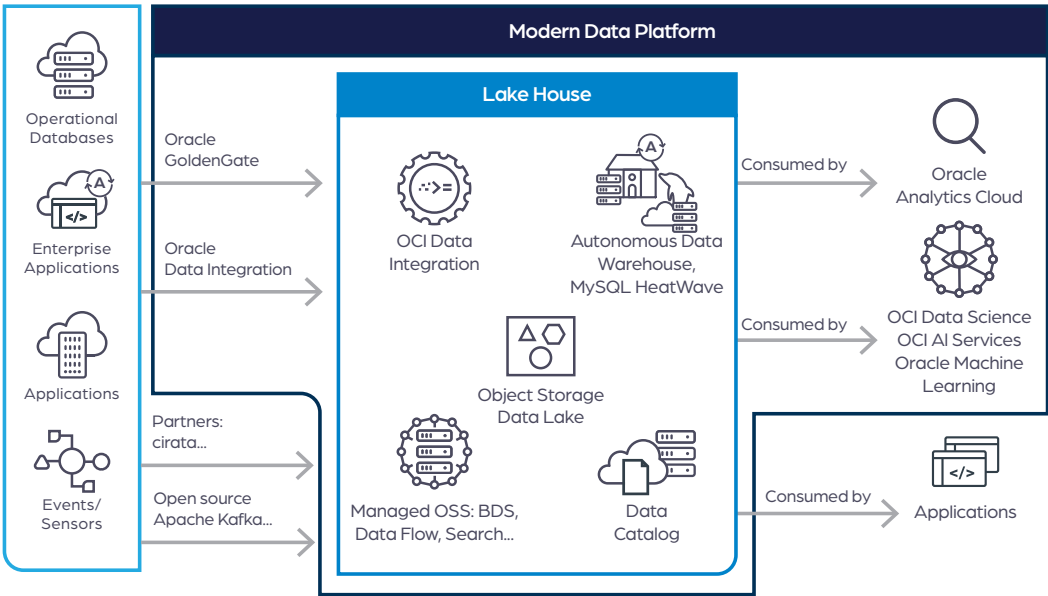 Modern Data Platform
Operational
Databases
Enterprise
Applications
Applications
Events/
Sensors
Oracle
GoldenGate
Oracle
Data Integration
Partners:
cirata...
Open source
Apache Kafka...
Lake House
OCI Data
Integration
A
Autonomous Data
Warehouse,
MySQL HeatWave
Object Storage
Data Lake
Managed OSS: BDS,
Data Flow, Search...
Data
Catalog
Consumed by
Consumed by
Consumed by
Oracle
Analytics Cloud
OCI Data Science
OCI AI Services
Oracle Machine
Learning
</>
Applications
A
</>